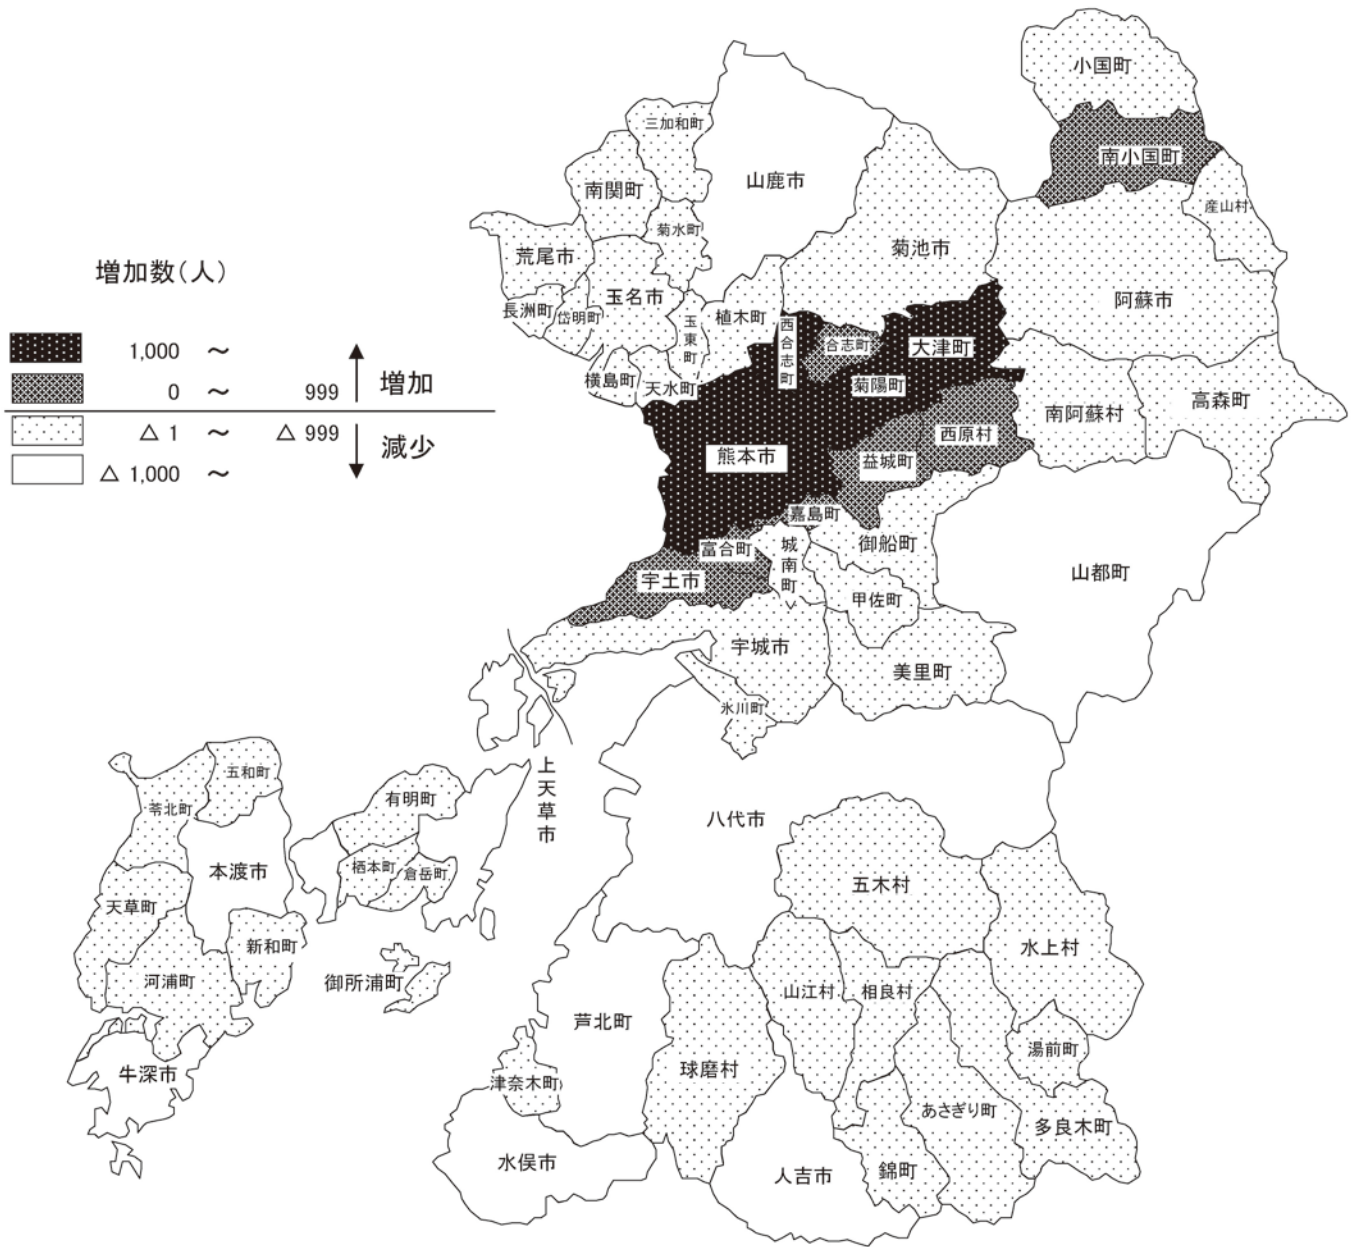 増加数(人)
1,000 ～
0 ～ 999
増加
△ 1 ～ △ 999
減少
△ 1,000 ～
小国町
三加和町
南小国町
山鹿市
南関町
産山村
菊水町
菊池市
荒尾市
玉名市
阿蘇市
長洲町
岱明町
玉東町
植木町
西合志町
合志町
大津町
横島町
天水町
菊陽町
南阿蘇村
高森町
西原村
熊本市
益城町
嘉島町
富合町
城南町
御船町
宇土市
山都町
甲佐町
宇城市
美里町
氷川町
上天草市
五和町
苓北町
有明町
八代市
本渡市
栖本町
倉岳町
五木村
天草町
新和町
水上村
河浦町
御所浦町
山江村
相良村
芦北町
湯前町
球磨村
牛深市
津奈木町
あさぎり町
多良木町
水俣市
人吉市
錦町